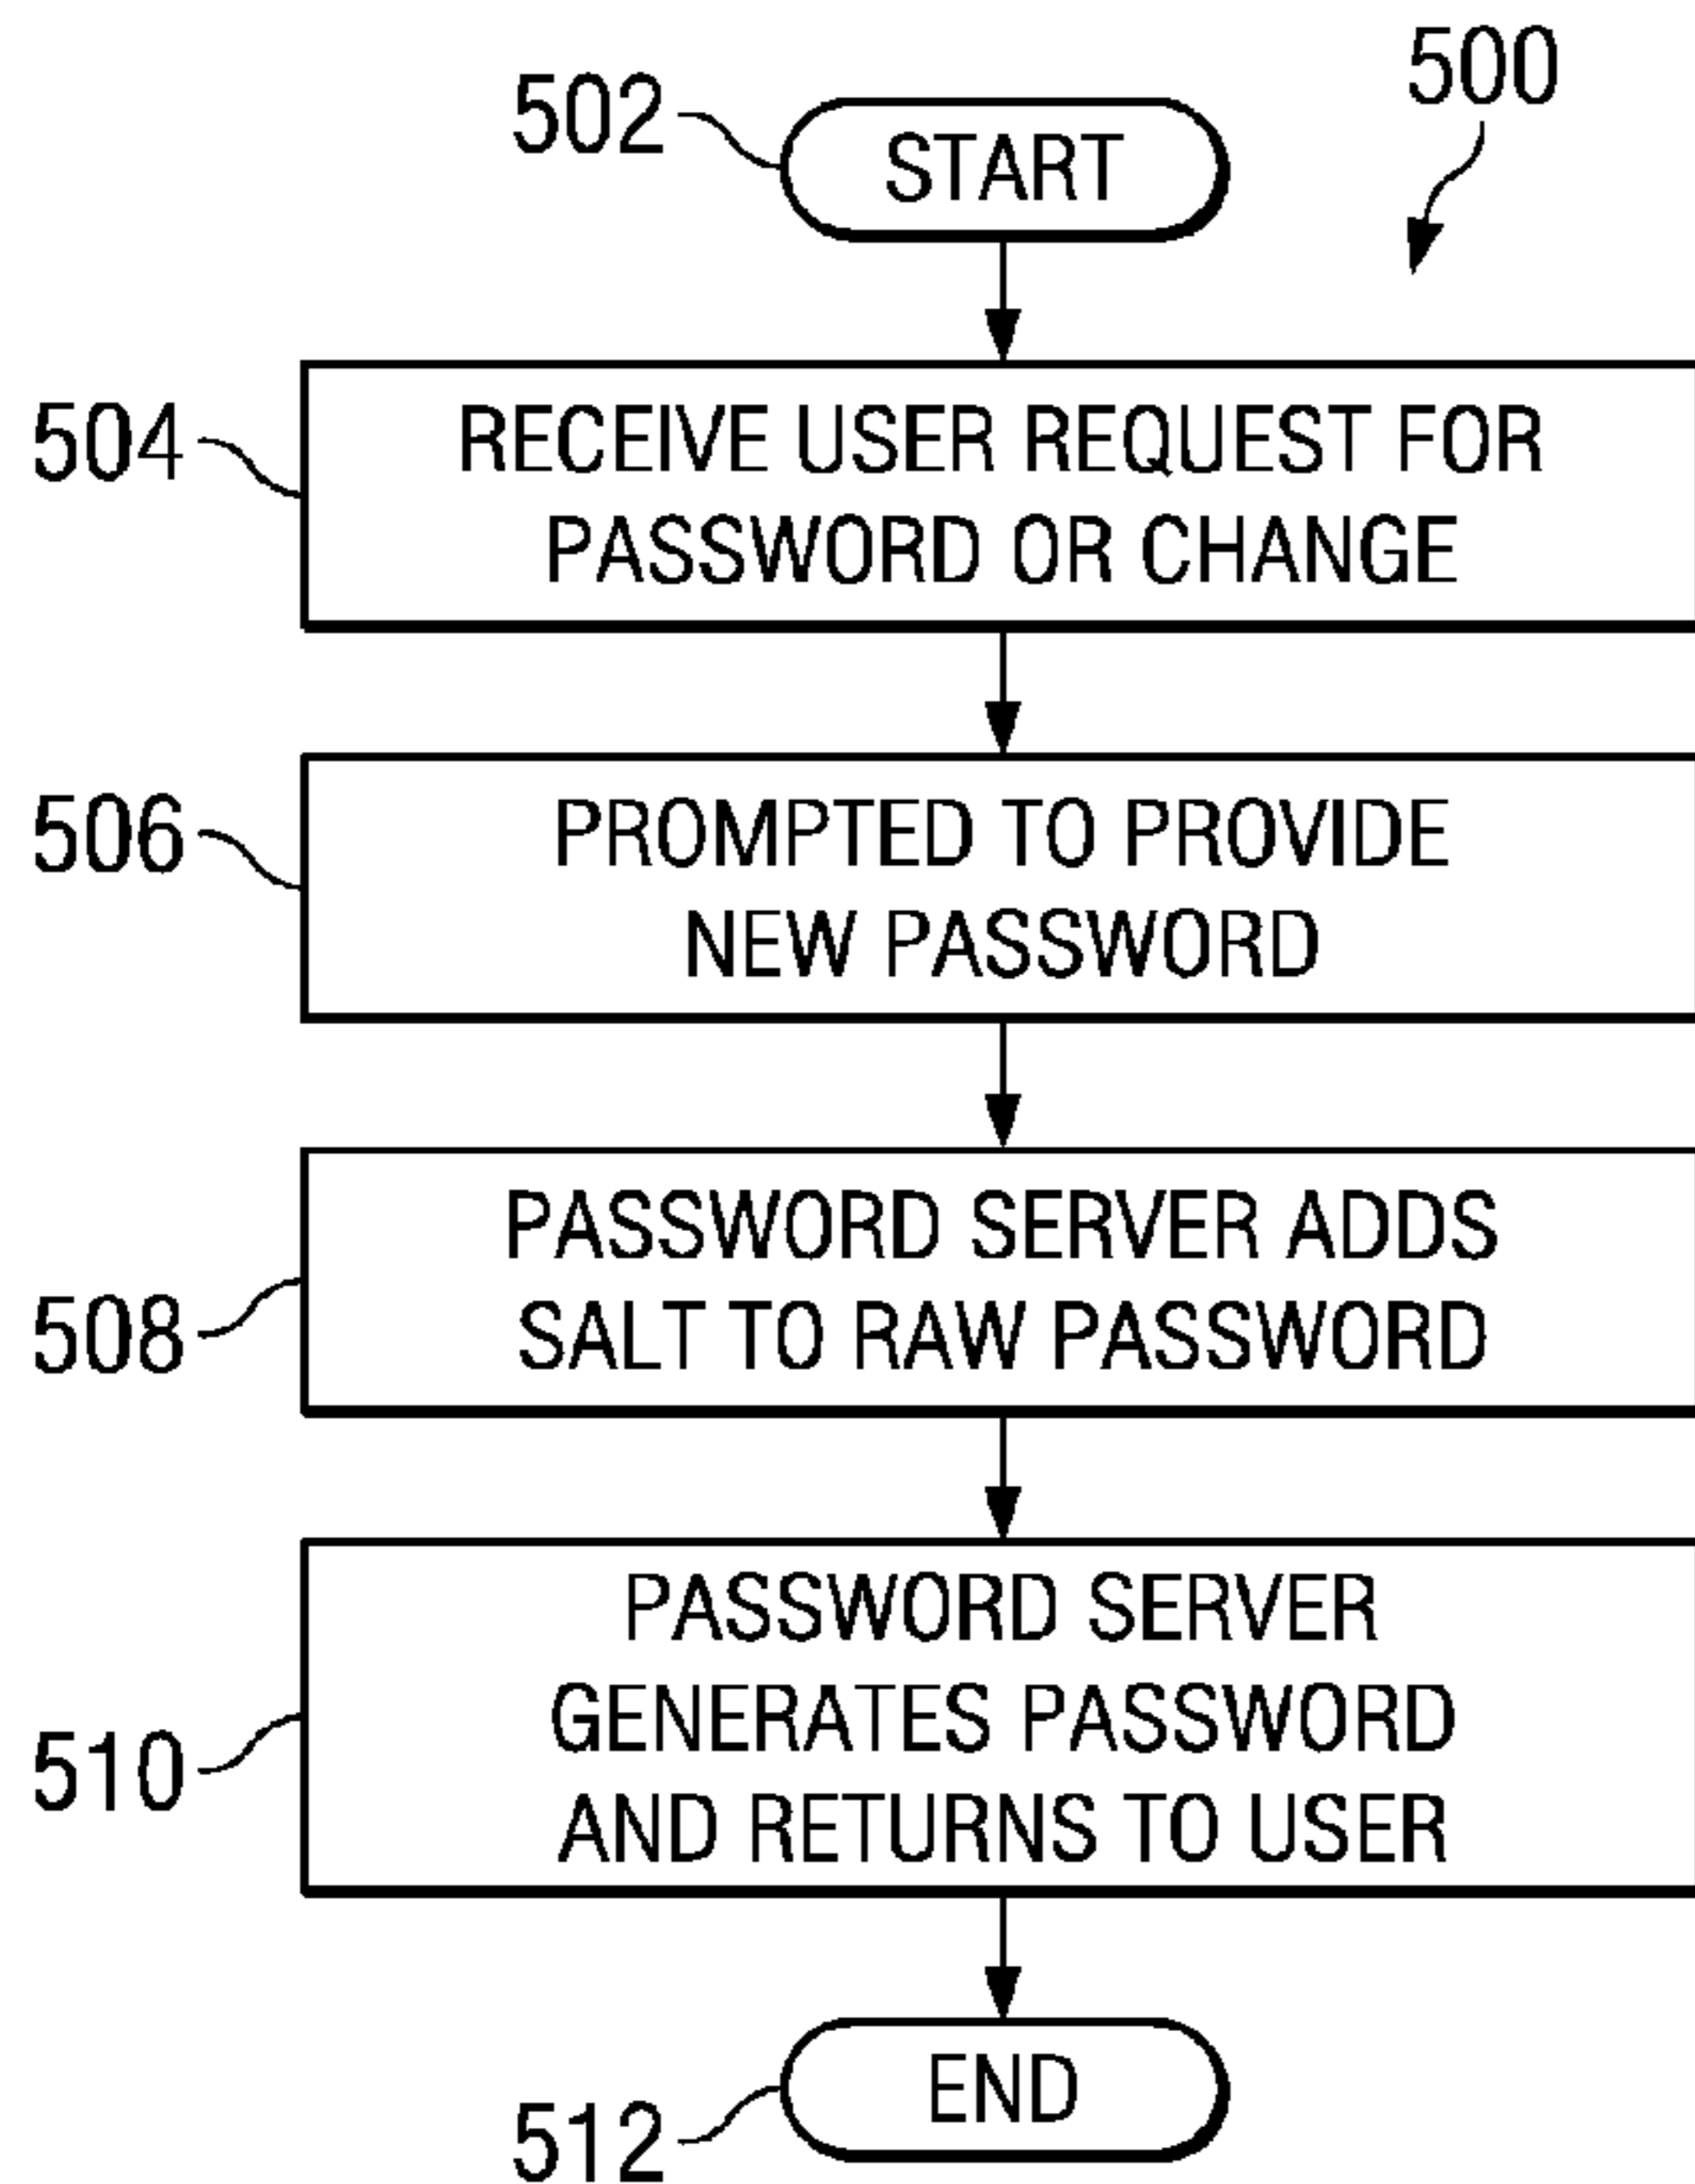 500
502
START
504
RECEIVE USER REQUEST FOR
PASSWORD OR CHANGE
506
PROMPTED TO PROVIDE
NEW PASSWORD
508
PASSWORD SERVER ADDS
SALT TO RAW PASSWORD
510
PASSWORD SERVER
GENERATES PASSWORD
AND RETURNS TO USER
512
END